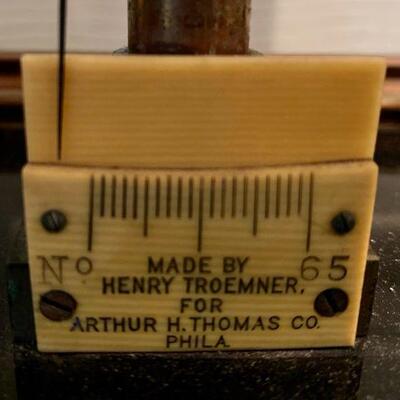 Nº 65
MADE BY
HENRY TROEMNER,
FOR
ARTHUR H. THOMAS CO.
PHILA.